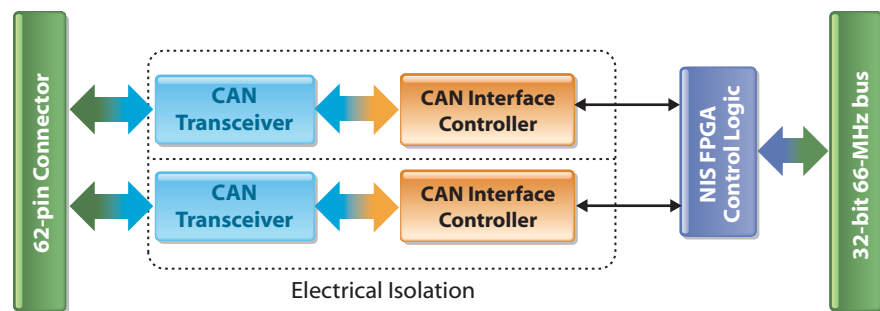 62-pin Connector
CAN
Transceiver
CAN Interface
Controller
CAN
Transceiver
CAN Interface
Controller
Electrical Isolation
NIS FPGA
Control Logic
32-bit 66-MHz bus